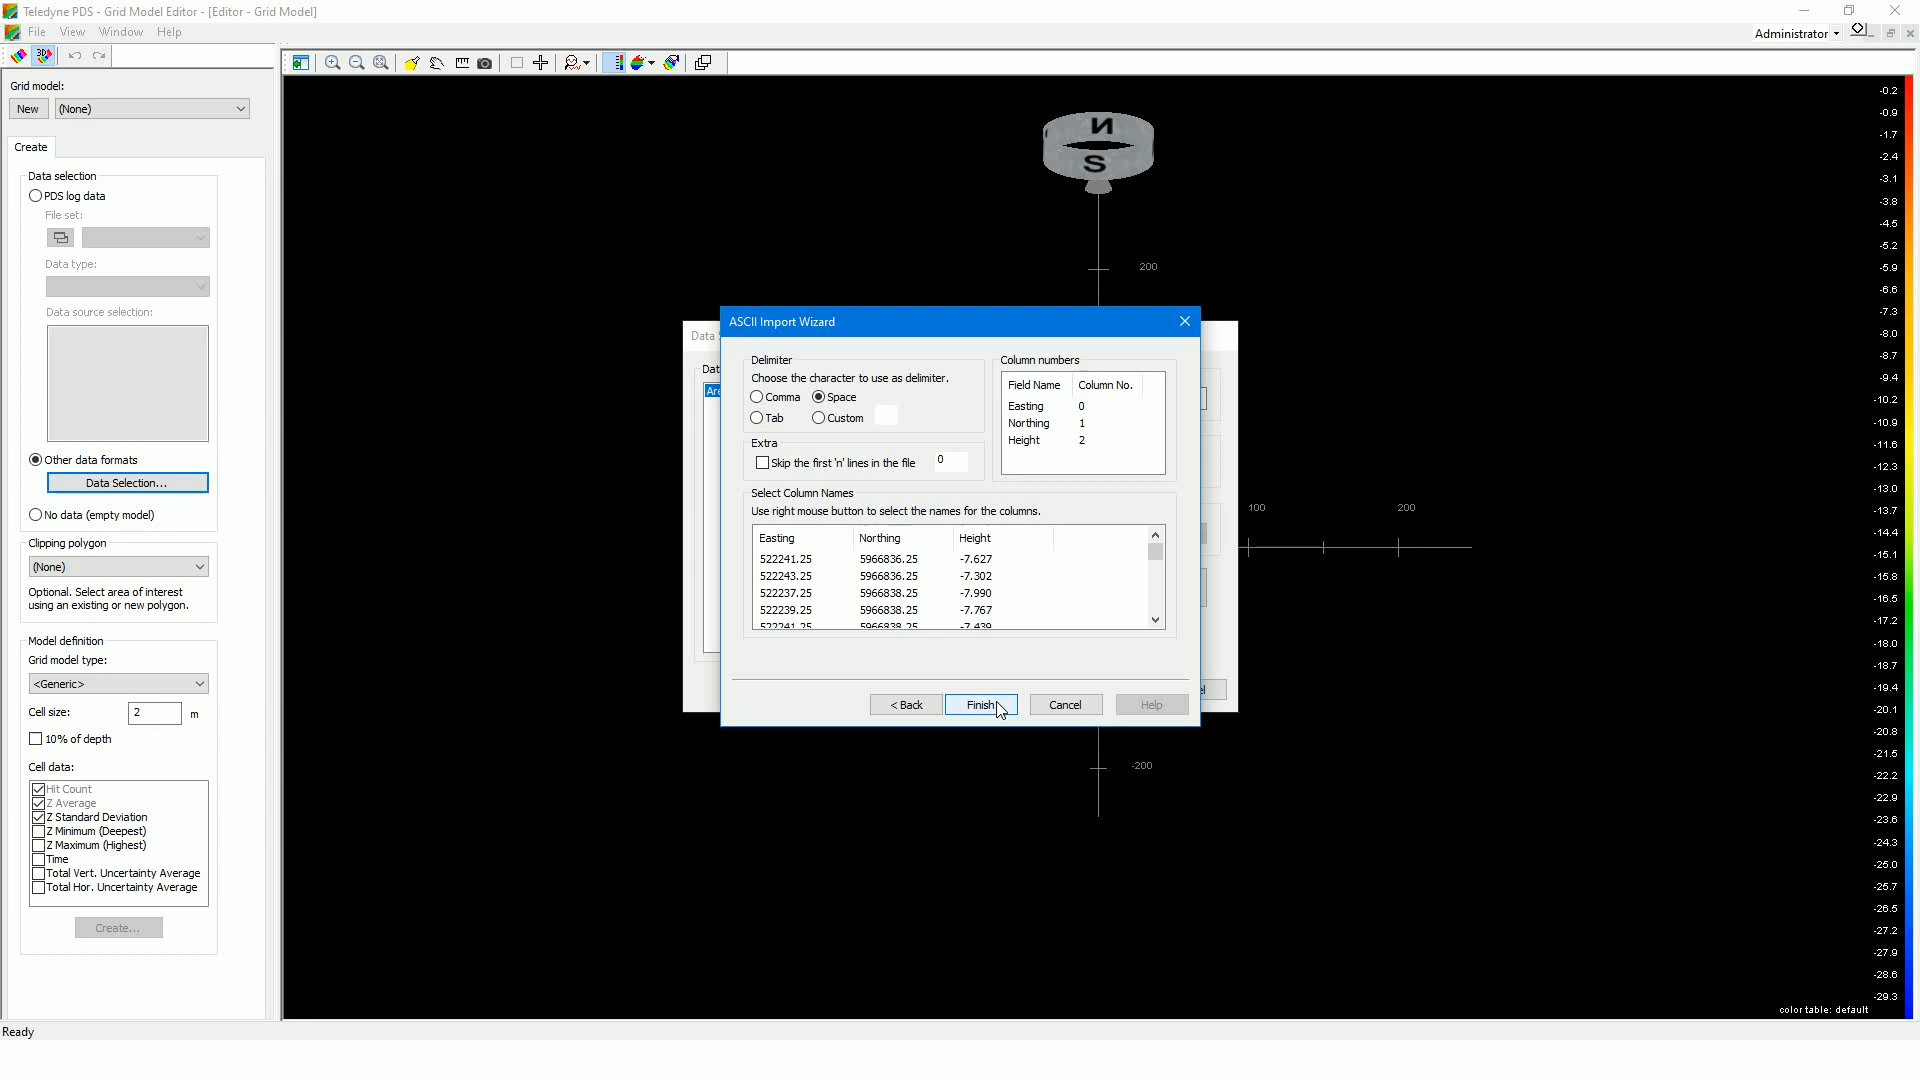 Teledyne PDS - Grid Model Editor - [Editor - Grid Model]
File View Window Help
Administrator
3D
Grid model:
New (None)
Create
Data selection
PDS log data
File set:
Data type:
Data source selection:
Other data formats
Data Selection...
No data (empty model)
Clipping polygon
(None)
Optional. Select area of interest
using an existing or new polygon.
Model definition
Grid model type:
<Generic>
Cell size: 2 m
10% of depth
Cell data:
Hit Count
Z Average
Z Standard Deviation
Z Minimum (Deepest)
Z Maximum (Highest)
Time
Total Vert. Uncertainty Average
Total Hor. Uncertainty Average
Create...
Ready
N
S
200
100 200
-200
ASCII Import Wizard
Delimiter
Choose the character to use as delimiter.
Comma Space
Tab Custom
Extra
Skip the first 'n' lines in the file 0
Column numbers
Field Name Column No.
Easting 0
Northing 1
Height 2
Select Column Names
Use right mouse button to select the names for the columns.
Easting Northing Height
522241.25 5966836.25 -7.627
522243.25 5966836.25 -7.302
522237.25 5966838.25 -7.990
522239.25 5966838.25 -7.767
522241.25 5966838.25 -7.439
< Back Finish Cancel Help
-0.2
-0.9
-1.7
-2.4
-3.1
-3.8
-4.5
-5.2
-5.9
-6.6
-7.3
-8.0
-8.7
-9.4
-10.2
-10.9
-11.6
-12.3
-13.0
-13.7
-14.4
-15.1
-15.8
-16.5
-17.2
-18.0
-18.7
-19.4
-20.1
-20.8
-21.5
-22.2
-22.9
-23.6
-24.3
-25.0
-25.7
-26.5
-27.2
-27.9
-28.6
-29.3
color table: default